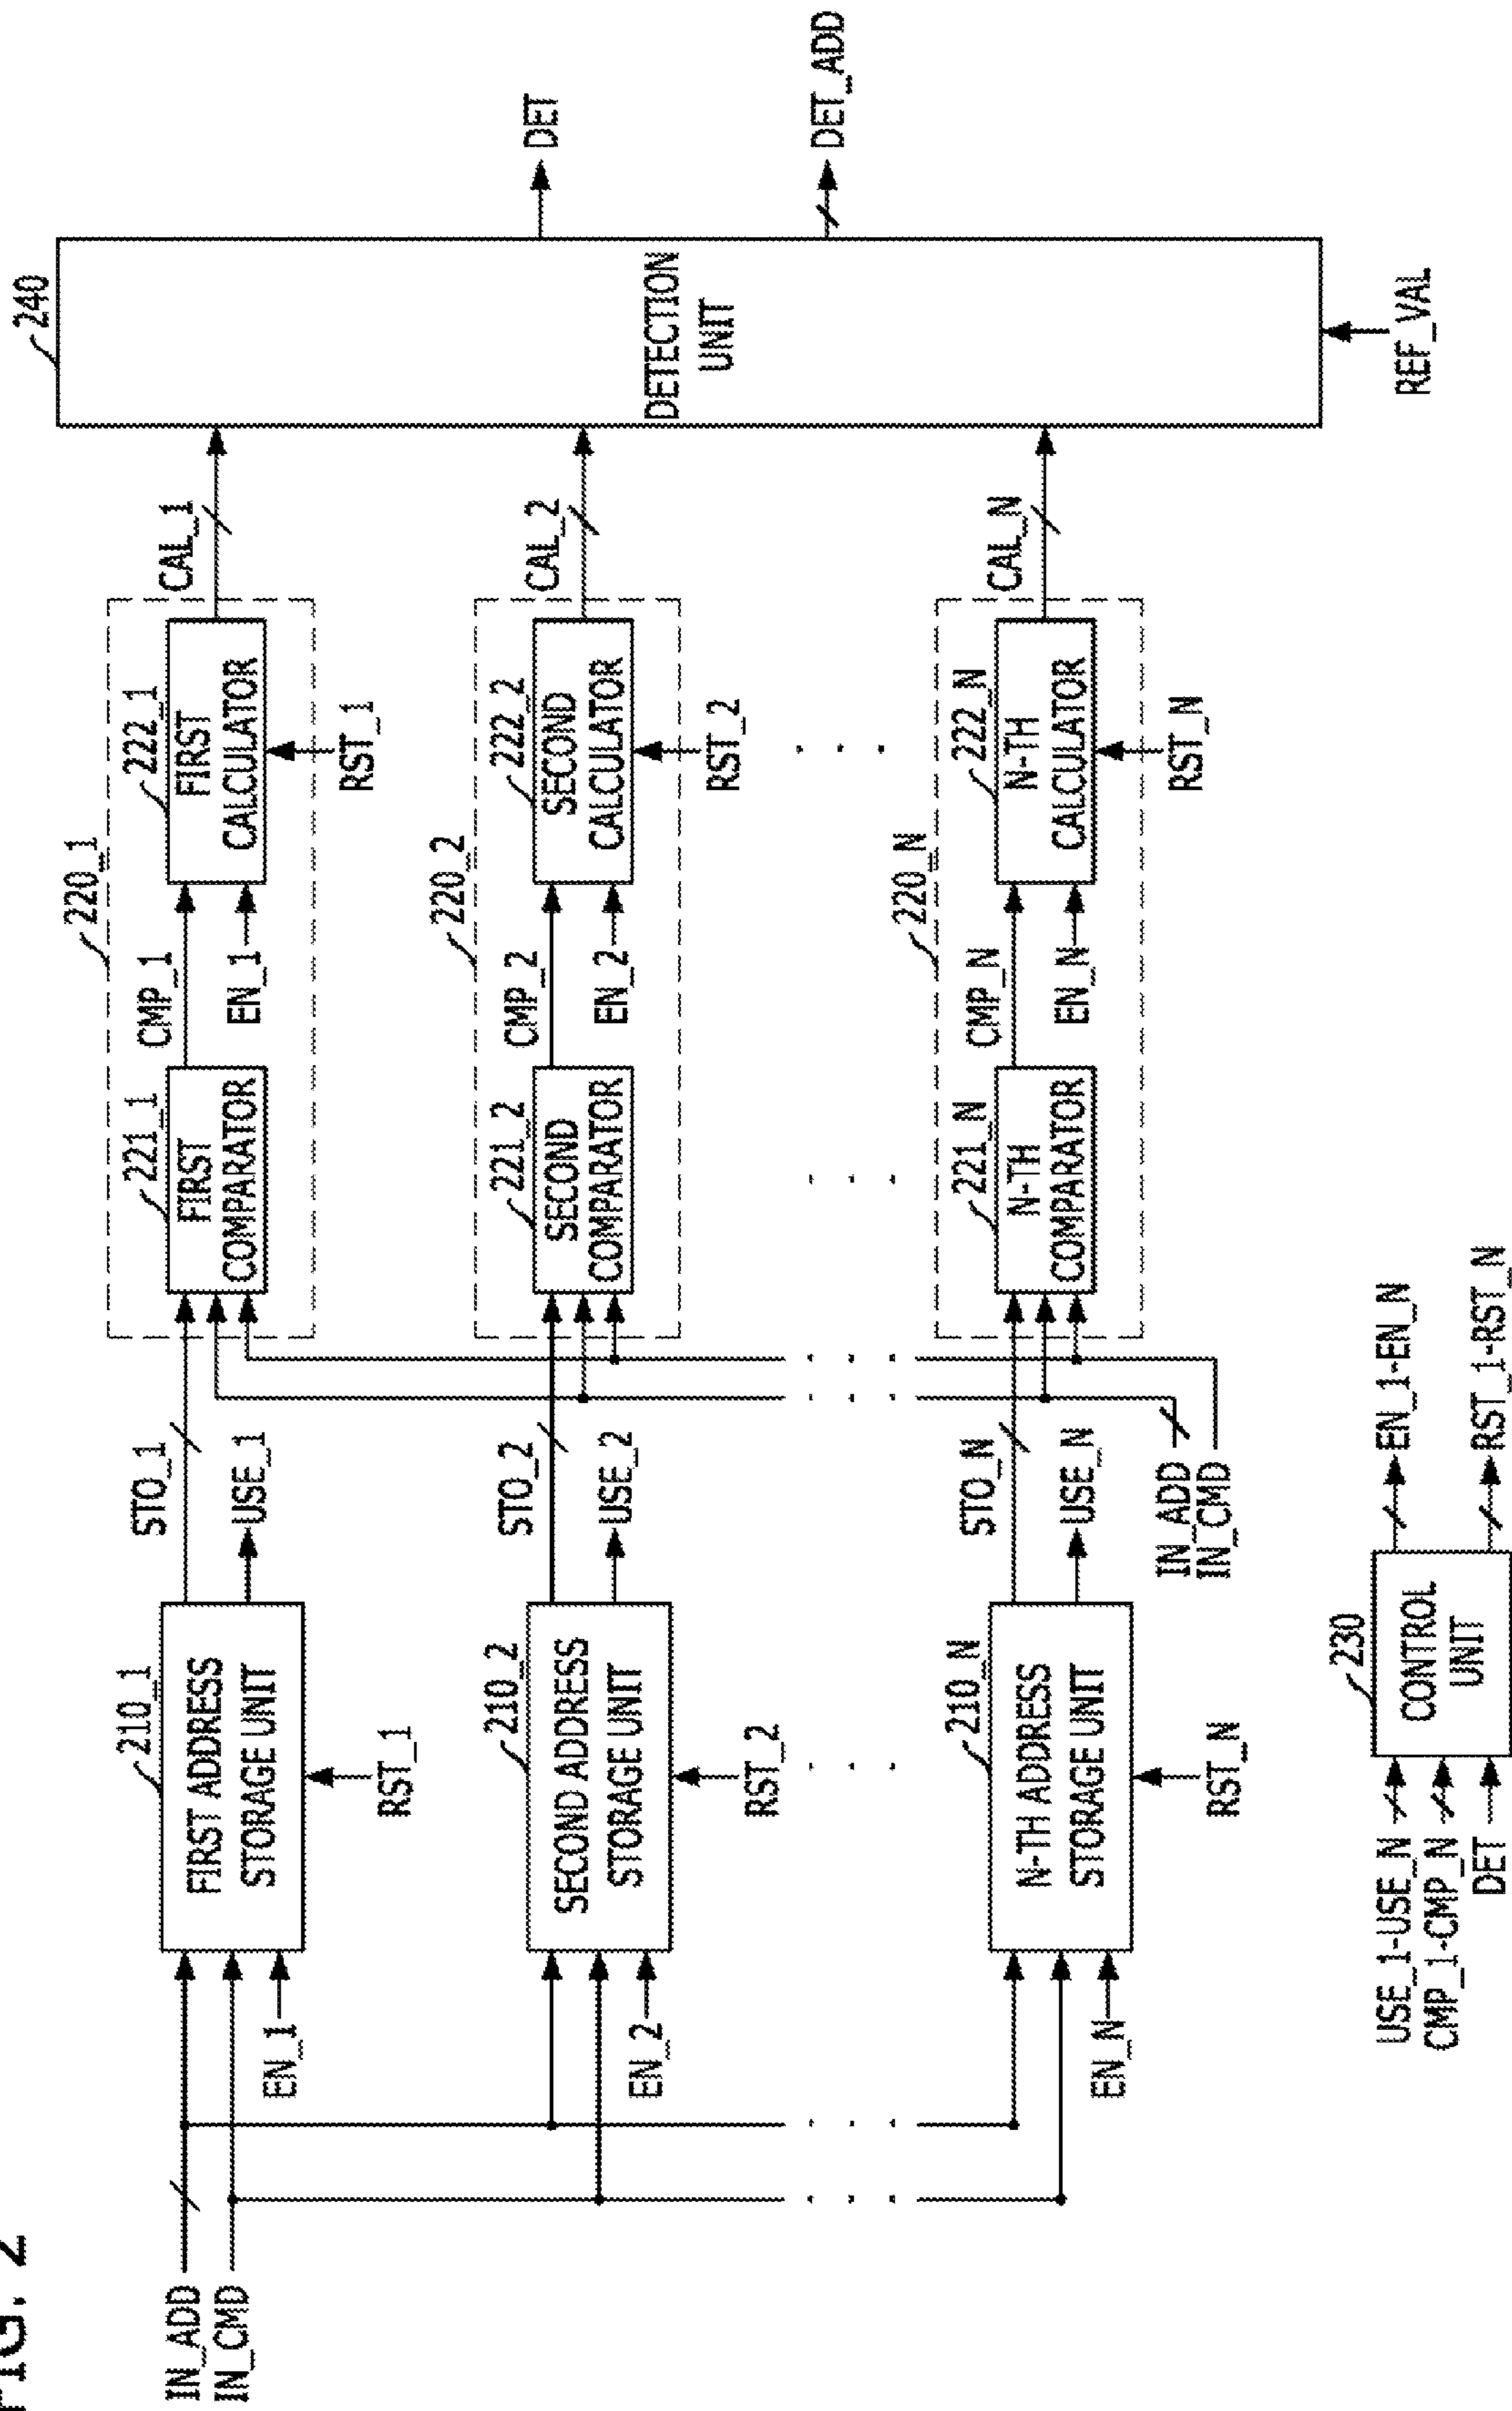 FIG. 2
IN_ADD
IN_CMD
EN_1
210_1
FIRST ADDRESS
STORAGE UNIT
RST_1
STO_1
USE_1
220_1
221_1
FIRST
COMPARATOR
CMP_1
EN_1
222_1
FIRST
CALCULATOR
RST_1
CAL_1
EN_2
210_2
SECOND ADDRESS
STORAGE UNIT
RST_2
STO_2
USE_2
220_2
221_2
SECOND
COMPARATOR
CMP_2
EN_2
222_2
SECOND
CALCULATOR
RST_2
CAL_2
EN_N
210_N
N-TH ADDRESS
STORAGE UNIT
RST_N
STO_N
USE_N
IN_ADD
IN_CMD
220_N
221_N
N-TH
COMPARATOR
CMP_N
EN_N
222_N
N-TH
CALCULATOR
RST_N
CAL_N
240
DETECTION
UNIT
REF_VAL
DET
DET_ADD
USE_1-USE_N
CMP_1-CMP_N
DET
230
CONTROL
UNIT
EN_1-EN_N
RST_1-RST_N